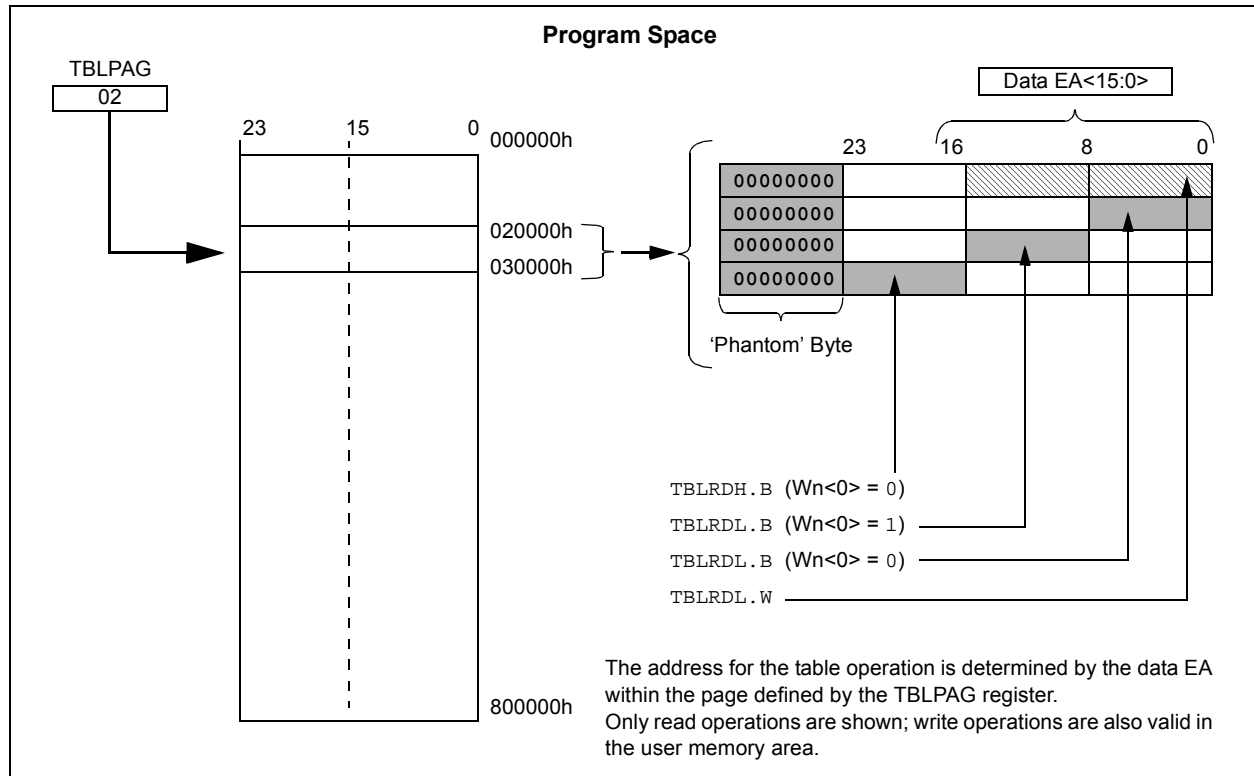 Program Space
TBLPAG
02
Data EA<15:0>
23 15 0
000000h
020000h
030000h
800000h
23 16 8 0
00000000
00000000
00000000
00000000
‘Phantom’ Byte
TBLRDH.B (Wn<0> = 0)
TBLRDL.B (Wn<0> = 1)
TBLRDL.B (Wn<0> = 0)
TBLRDL.W
The address for the table operation is determined by the data EA
within the page defined by the TBLPAG register.
Only read operations are shown; write operations are also valid in
the user memory area.